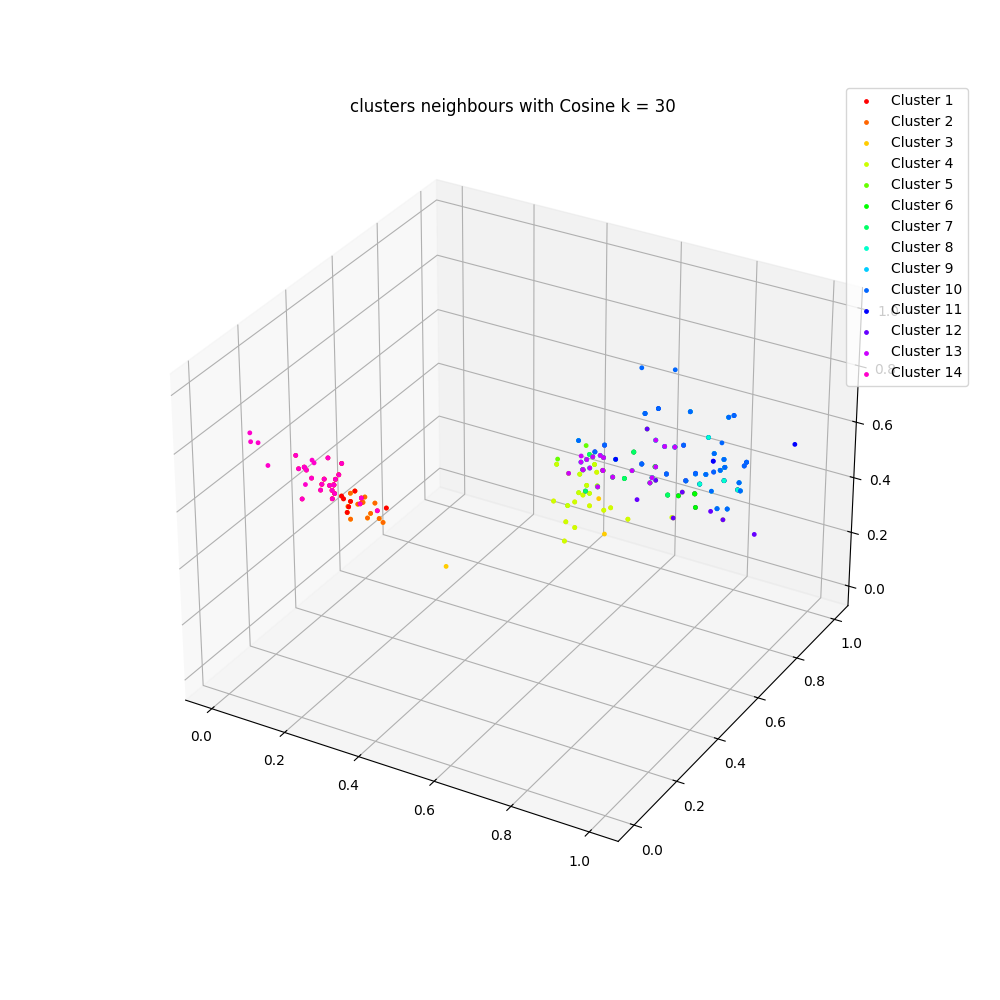 clusters neighbours with Cosine k = 30
Cluster 1
Cluster 2
Cluster 3
Cluster 4
Cluster 5
Cluster 6
Cluster 7
Cluster 8
Cluster 9
Cluster 10
Cluster 11
Cluster 12
Cluster 13
Cluster 14
0.8
0.6
0.4
0.2
0.0
1.0
0.8
0.6
0.4
0.2
0.0
0.0
0.2
0.4
0.6
0.8
1.0